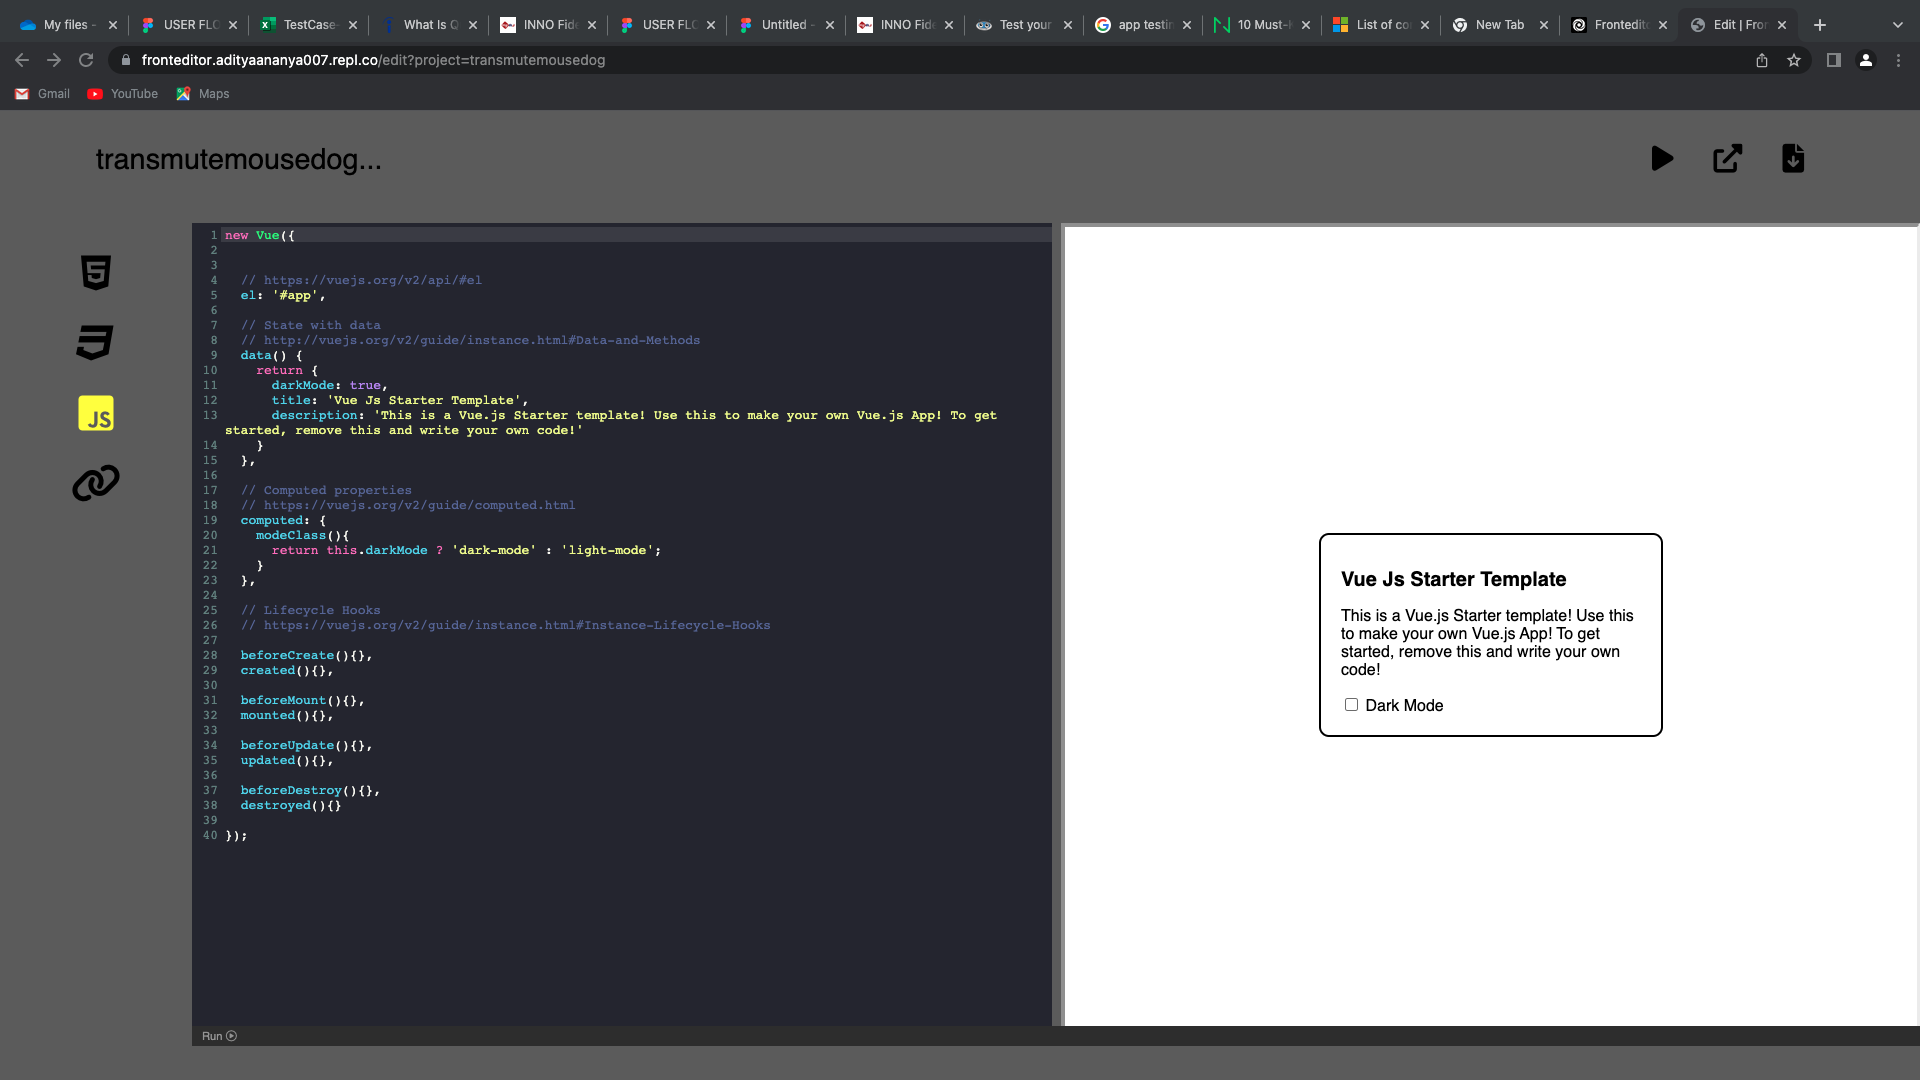 My files -
USER FLO
TestCase-
What Is Q
INNO Fide
USER FLO
Untitled -
INNO Fide
Test your
app testin
10 Must-H
List of co
New Tab
Frontedito
Edit | Fron
fronteditor.adityaananya007.repl.co/edit?project=transmutemousedog
Gmail
YouTube
Maps
transmutemousedog...
5
JS
1 new Vue({
2
3
4 // https://vuejs.org/v2/api/#el
5 el: '#app',
6
7 // State with data
8 // http://vuejs.org/v2/guide/instance.html#Data-and-Methods
9 data() {
10 return {
11 darkMode: true,
12 title: 'Vue Js Starter Template',
13 description: 'This is a Vue.js Starter template! Use this to make your own Vue.js App! To get
started, remove this and write your own code!'
14 }
15 },
16
17 // Computed properties
18 // https://vuejs.org/v2/guide/computed.html
19 computed: {
20 modeClass(){
21 return this.darkMode ? 'dark-mode' : 'light-mode';
22 }
23 },
24
25 // Lifecycle Hooks
26 // https://vuejs.org/v2/guide/instance.html#Instance-Lifecycle-Hooks
27
28 beforeCreate(){},
29 created(){},
30
31 beforeMount(){},
32 mounted(){},
33
34 beforeUpdate(){},
35 updated(){},
36
37 beforeDestroy(){},
38 destroyed(){}
39
40 });
Vue Js Starter Template
This is a Vue.js Starter template! Use this
to make your own Vue.js App! To get
started, remove this and write your own
code!
Dark Mode
Run